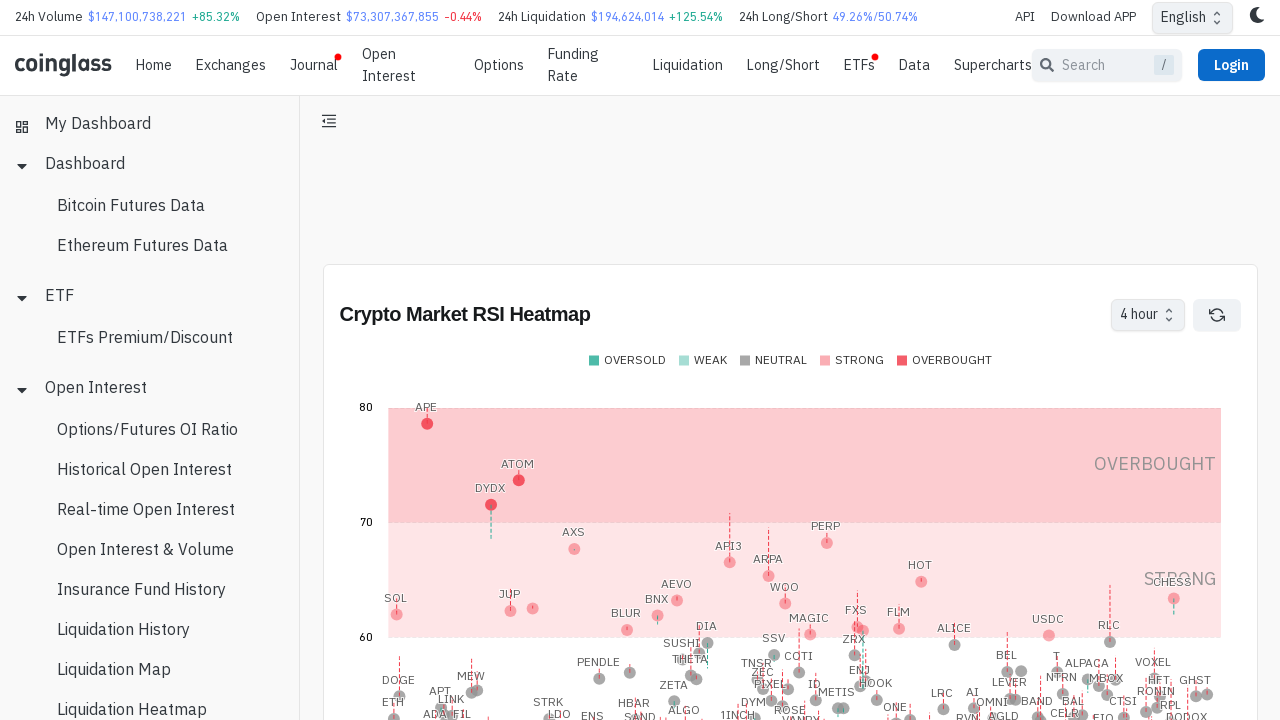 24h Volume $147,100,738,221 +85.32% Open Interest $73,307,367,855 -0.44% 24h Liquidation $194,624,014 +125.54% 24h Long/Short 49.26%/50.74% API Download APP English
coinglass Home Exchanges Journal Open Interest Options Funding Rate Liquidation Long/Short ETFs Data Supercharts Search / Login
My Dashboard
Dashboard
Bitcoin Futures Data
Ethereum Futures Data
ETF
ETFs Premium/Discount
Open Interest
Options/Futures OI Ratio
Historical Open Interest
Real-time Open Interest
Open Interest & Volume
Insurance Fund History
Liquidation History
Liquidation Map
Liquidation Heatmap
Crypto Market RSI Heatmap 4 hour
OVERSOLD WEAK NEUTRAL STRONG OVERBOUGHT
80 APE
OVERBOUGHT
ATOM
DYDX
70
PERP
AXS
API3
ARPA
HOT
STRONG
CHESS
AEVO
WOO
SOL
JUP
BNX
BLUR
FXS
FLM
MAGIC
USDC
RLC
DIA
ALICE
60
SSV
ZRX
SUSHI
THETA
COTI
BEL
T
PENDLE
TNSR
ALPACA
VOXEL
ZEC
ENJ
MEW
NTRN
MBOX
DOGE
HFT
GHST
ZETA
PIXEL
ID
HOOK
LEVER
APT
METIS
LRC
AI
RONIN
LINK
ETH
STRK
HBAR
DYM
OMNI
BAND
BAL
CTSI
RPL
ONE
ADA
FIL
LDO
ENS
SAND
ALGO
1INCH
ROSE
AGLD
CELR